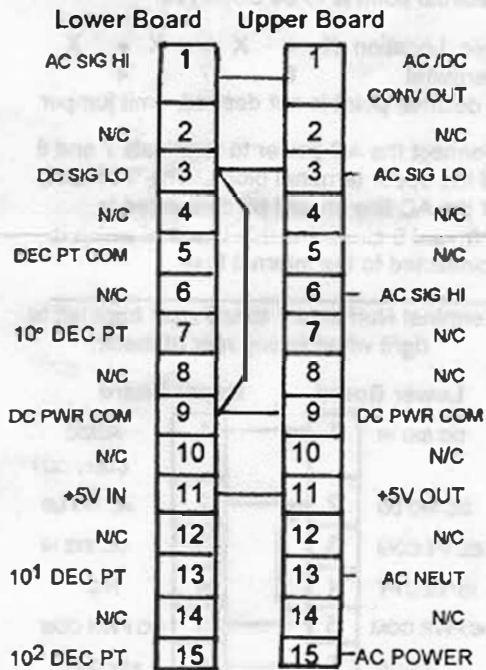 Lower Board Upper Board
AC SIG HI 1 1 AC/DC
CONV OUT
N/C 2 2 N/C
DC SIG LO 3 3 AC SIG LO
N/C 4 4 N/C
DEC PT COM 5 5 N/C
N/C 6 6 AC SIG HI
10º DEC PT 7 7 N/C
N/C 8 8 N/C
DC PWR COM 9 9 DC PWR COM
N/C 10 10 N/C
+5V IN 11 11 +5V OUT
N/C 12 12 N/C
10¹ DEC PT 13 13 AC NEUT
N/C 14 14 N/C
10² DEC PT 15 15 AC POWER